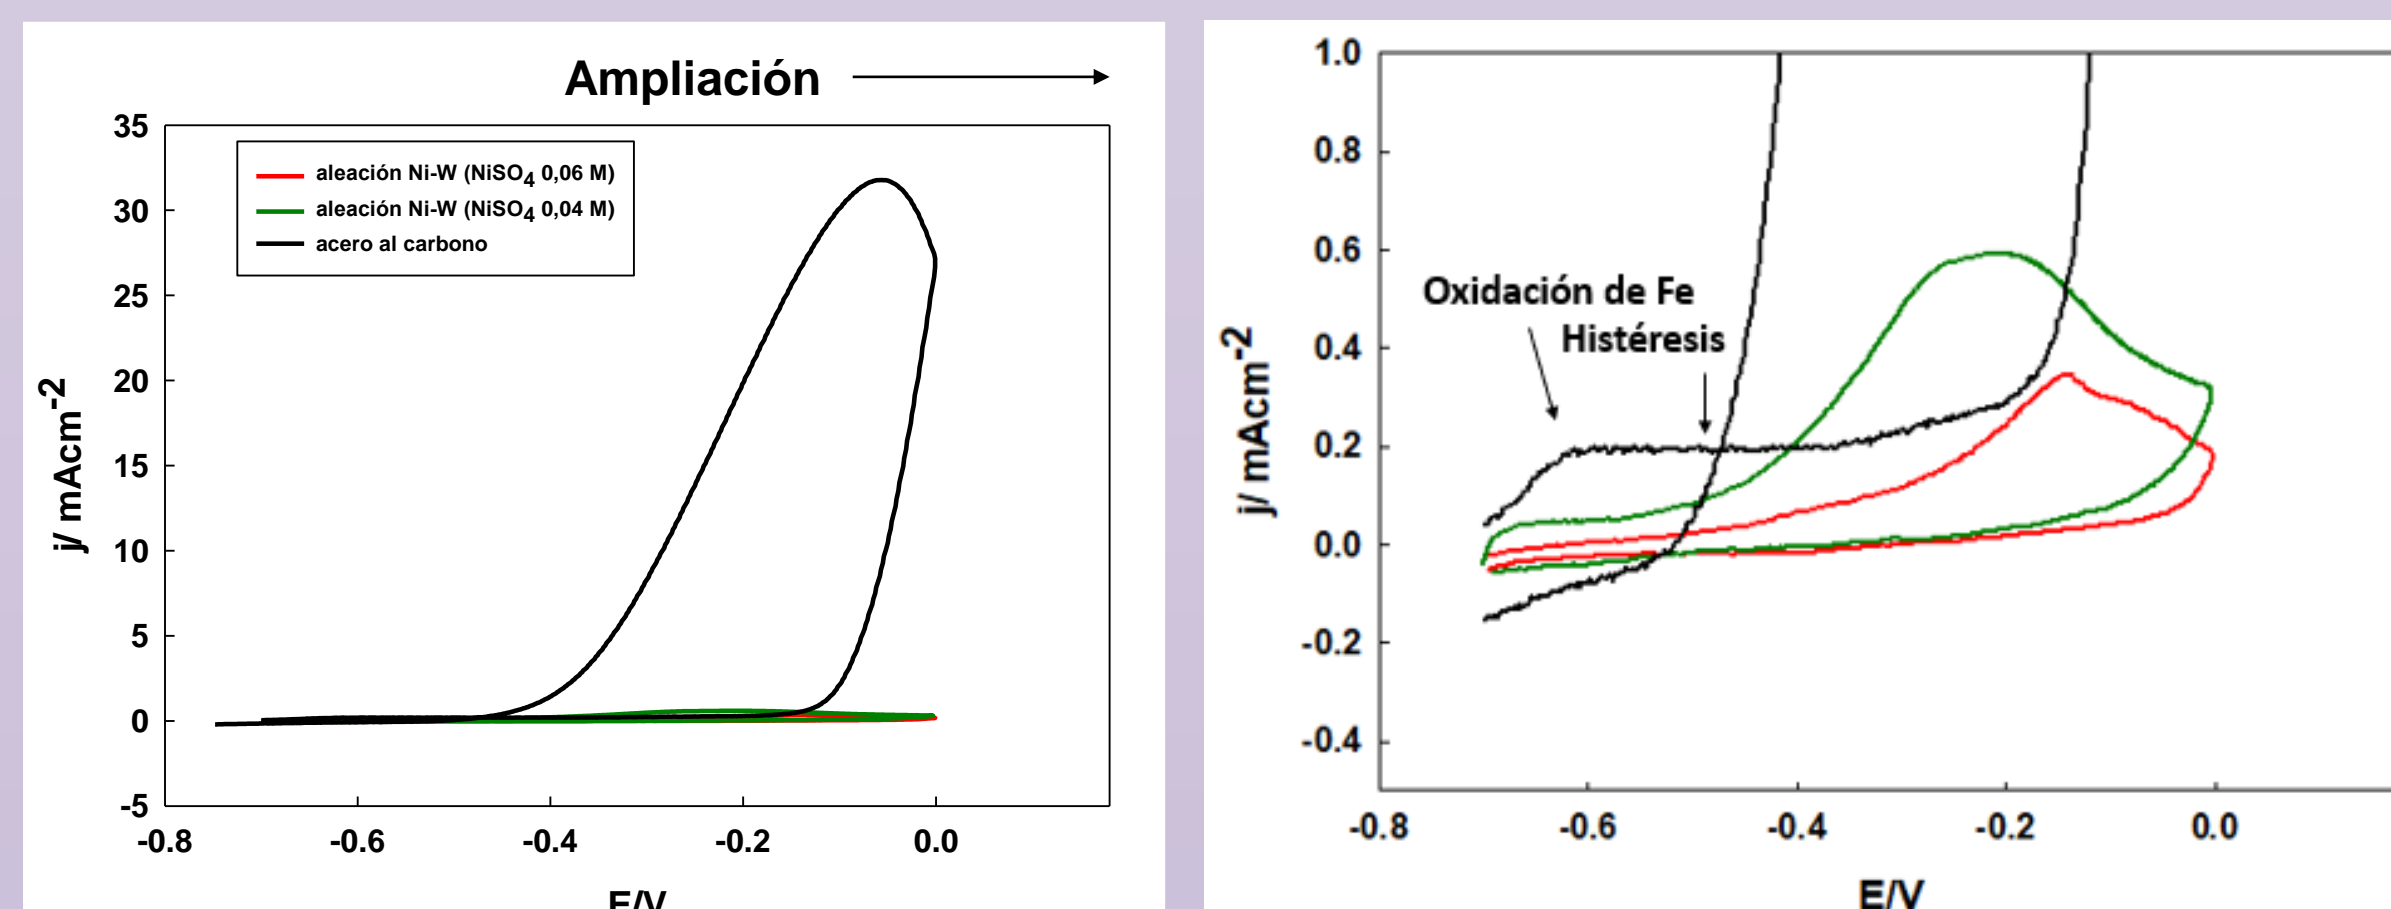 Ampliación
35
30
25
20
15
10
5
0
-5
-0.8 -0.6 -0.4 -0.2 0.0
j/ mAcm-2
E/V
aleación Ni-W (NiSO4 0,06 M)
aleación Ni-W (NiSO4 0,04 M)
acero al carbono
1.0
0.8
0.6
0.4
0.2
0.0
-0.2
-0.4
-0.8 -0.6 -0.4 -0.2 0.0
j/ mAcm-2
E/V
Oxidación de Fe
Histéresis